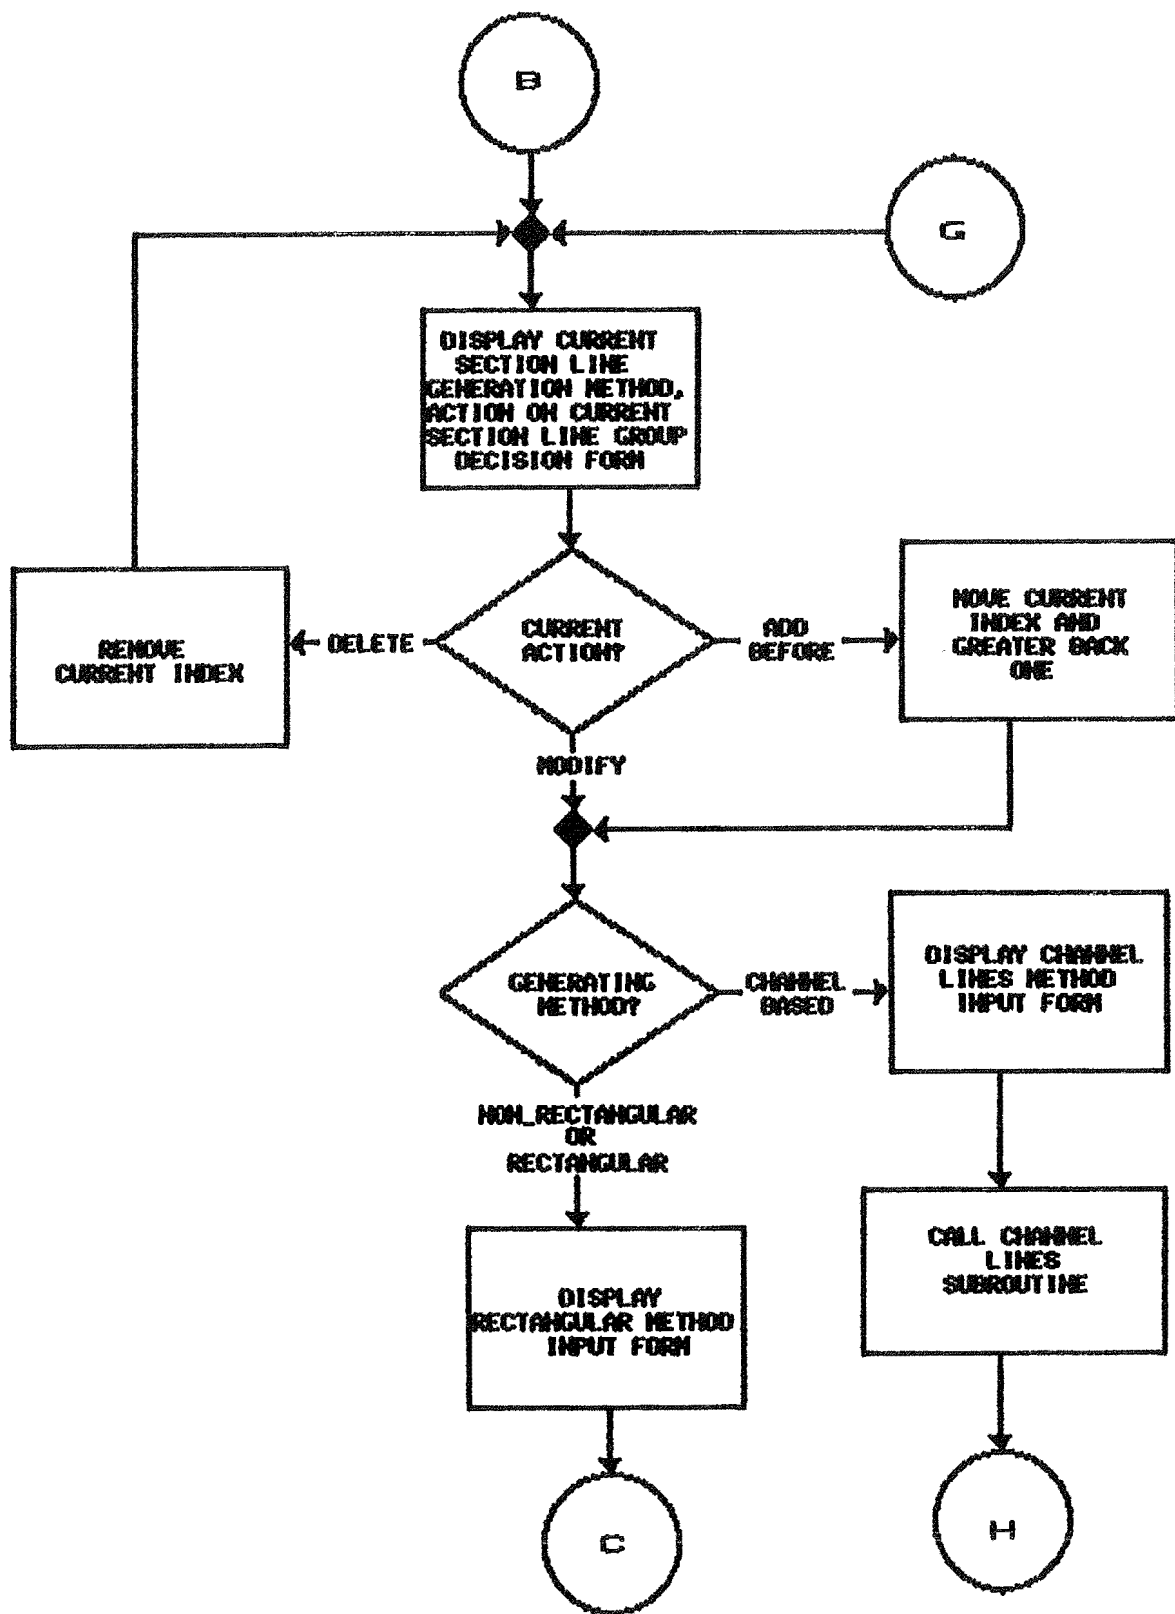 B
G
DISPLAY CURRENT
SECTION LINE
GENERATION METHOD,
ACTION ON CURRENT
SECTION LINE GROUP
DECISION FORM
MOVE CURRENT
INDEX AND
GREATER BACK
ONE
CURRENT
ACTION?
ADD
BEFORE
DELETE
REMOVE
CURRENT INDEX
MODIFY
GENERATING
METHOD?
CHANNEL
BASED
DISPLAY CHANNEL
LINES METHOD
INPUT FORM
NON_RECTANGULAR
OR
RECTANGULAR
CALL CHANNEL
LINES
SUBROUTINE
DISPLAY
RECTANGULAR METHOD
INPUT FORM
C
H